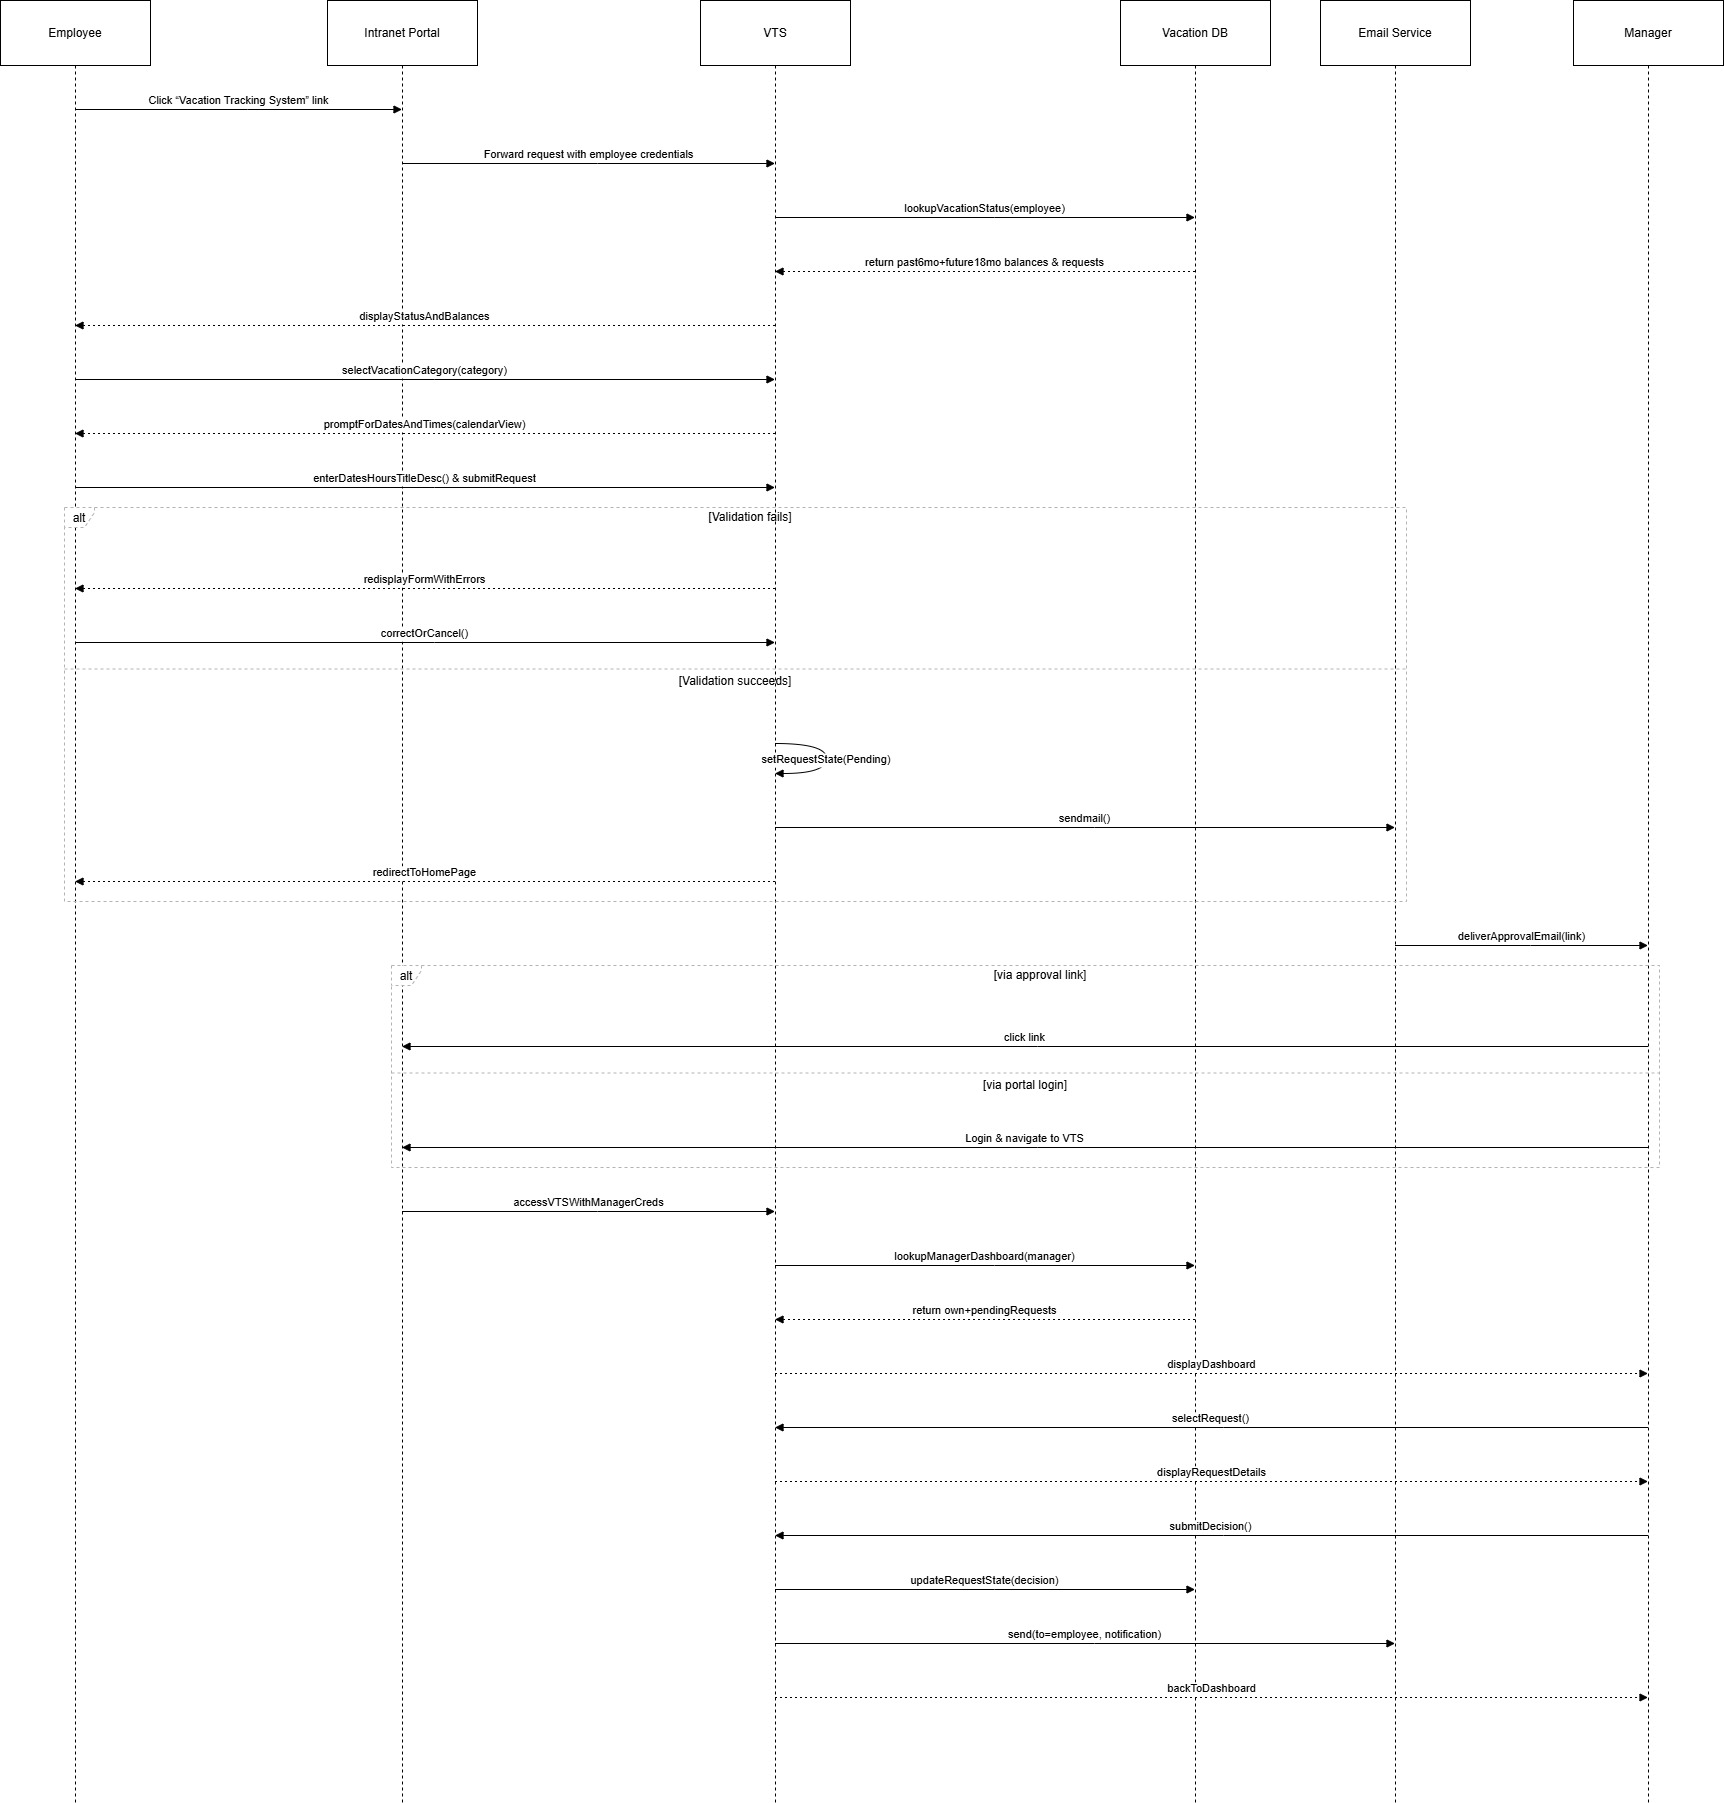 Employee
Intranet Portal
VTS
Vacation DB
Email Service
Manager
Click “Vacation Tracking System” link
Forward request with employee credentials
lookupVacationStatus(employee)
return past6mo+future18mo balances & requests
displayStatusAndBalances
selectVacationCategory(category)
promptForDatesAndTimes(calendarView)
enterDatesHoursTitleDesc() & submitRequest
alt
[Validation fails]
redisplayFormWithErrors
correctOrCancel()
[Validation succeeds]
setRequestState(Pending)
sendmail()
redirectToHomePage
deliverApprovalEmail(link)
alt
[via approval link]
click link
[via portal login]
Login & navigate to VTS
accessVTSWithManagerCreds
lookupManagerDashboard(manager)
return own+pendingRequests
displayDashboard
selectRequest()
displayRequestDetails
submitDecision()
updateRequestState(decision)
send(to=employee, notification)
backToDashboard